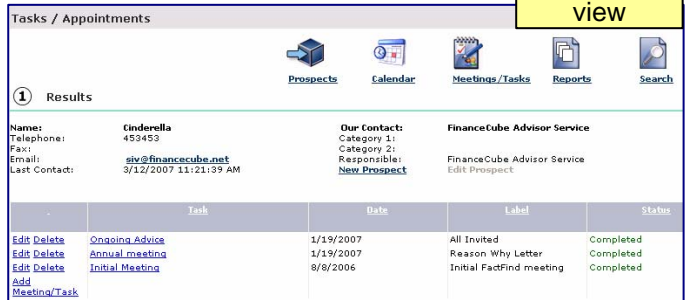 view
Tasks / Appointments
Prospects Calendar Meetings/Tasks Reports Search
1 Results
Name: Cinderella Our Contact: FinanceCube Advisor Service
Telephone: 453453 Category 1:
Fax: Category 2:
Email: siv@financecube.net Responsible: FinanceCube Advisor Service
Last Contact: 3/12/2007 11:21:39 AM New Prospect Edit Prospect
. Task Date Label Status
Edit Delete Ongoing Advice 1/19/2007 All Invited Completed
Edit Delete Annual meeting 1/19/2007 Reason Why Letter Completed
Edit Delete Initial Meeting 8/8/2006 Initial FactFind meeting Completed
Add
Meeting/Task